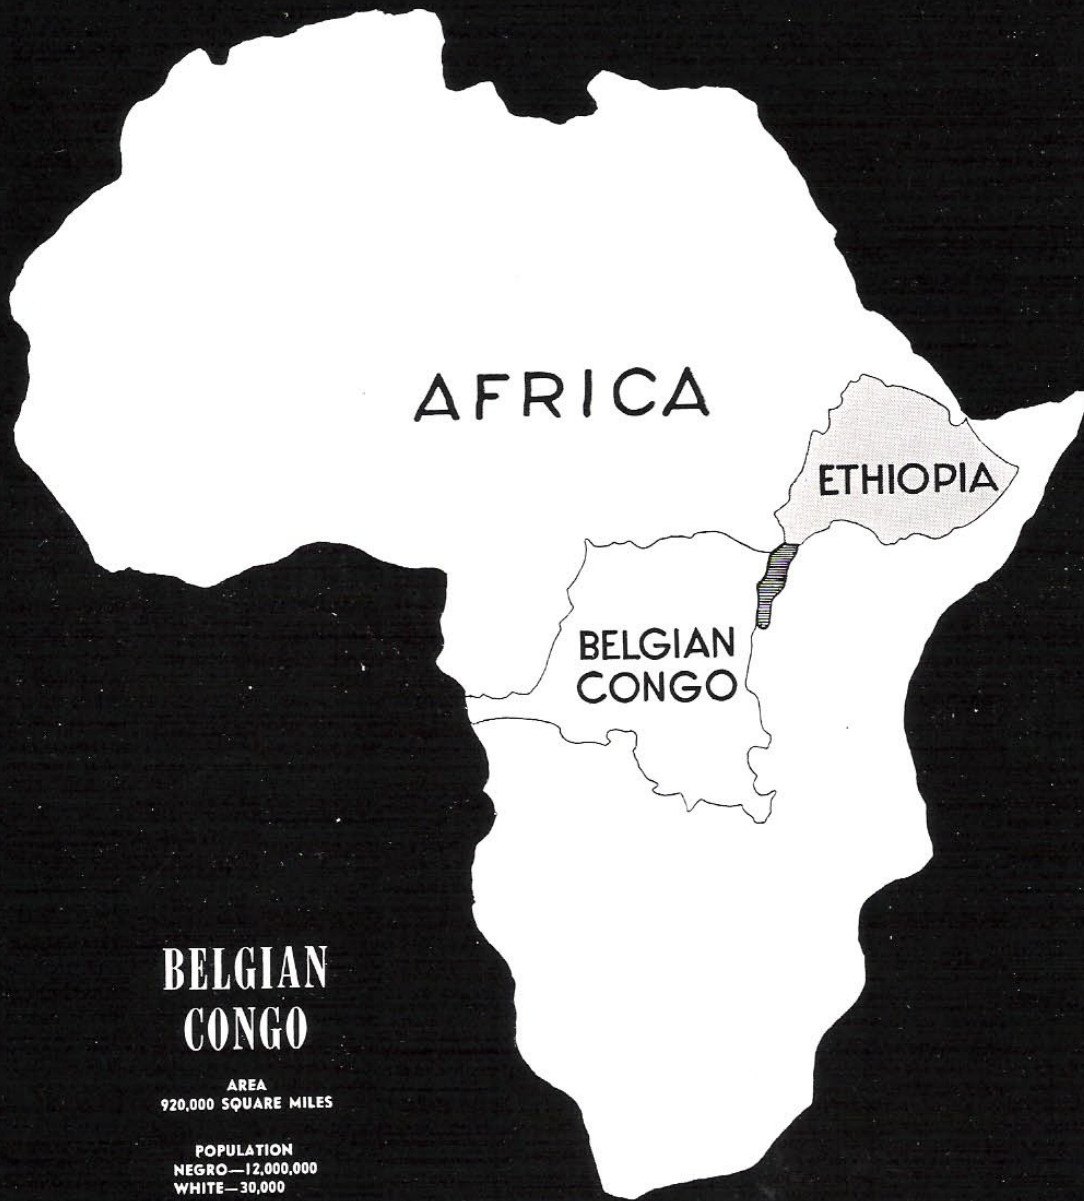 AFRICA
ETHIOPIA
BELGIAN
CONGO
BELGIAN
CONGO
AREA
920,000 SQUARE MILES
POPULATION
NEGRO—12,000,000
WHITE—30,000